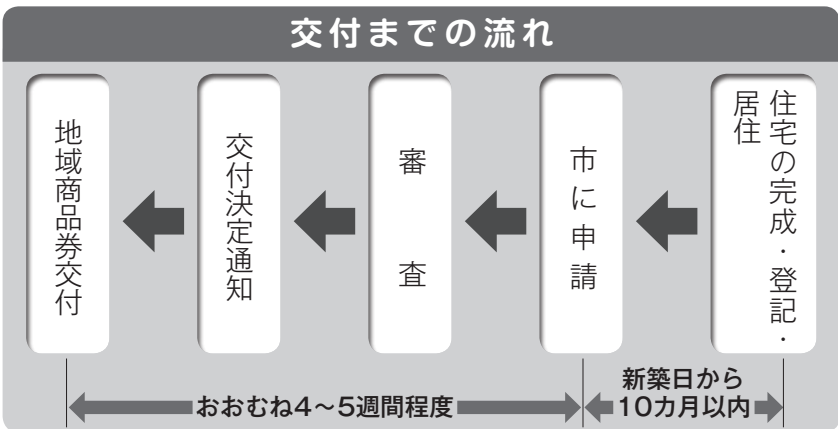 交付までの流れ
住宅の完成・登記・
居住
市に申請
審査
交付決定通知
地域商品券交付
新築日から
10カ月以内
おおむね4〜5週間程度